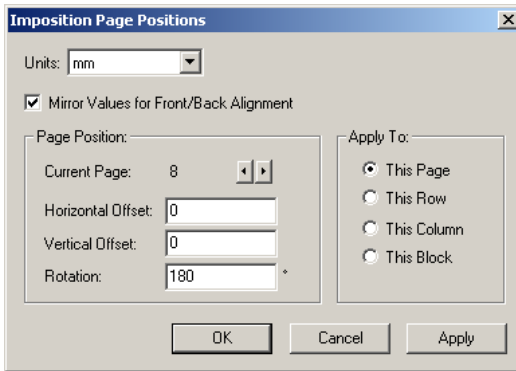 Imposition Page Positions
Units: mm
Mirror Values for Front/Back Alignment
Page Position:
Current Page: 8
Horizontal Offset: 0
Vertical Offset: 0
Rotation: 180 °
Apply To:
This Page
This Row
This Column
This Block
OK Cancel Apply